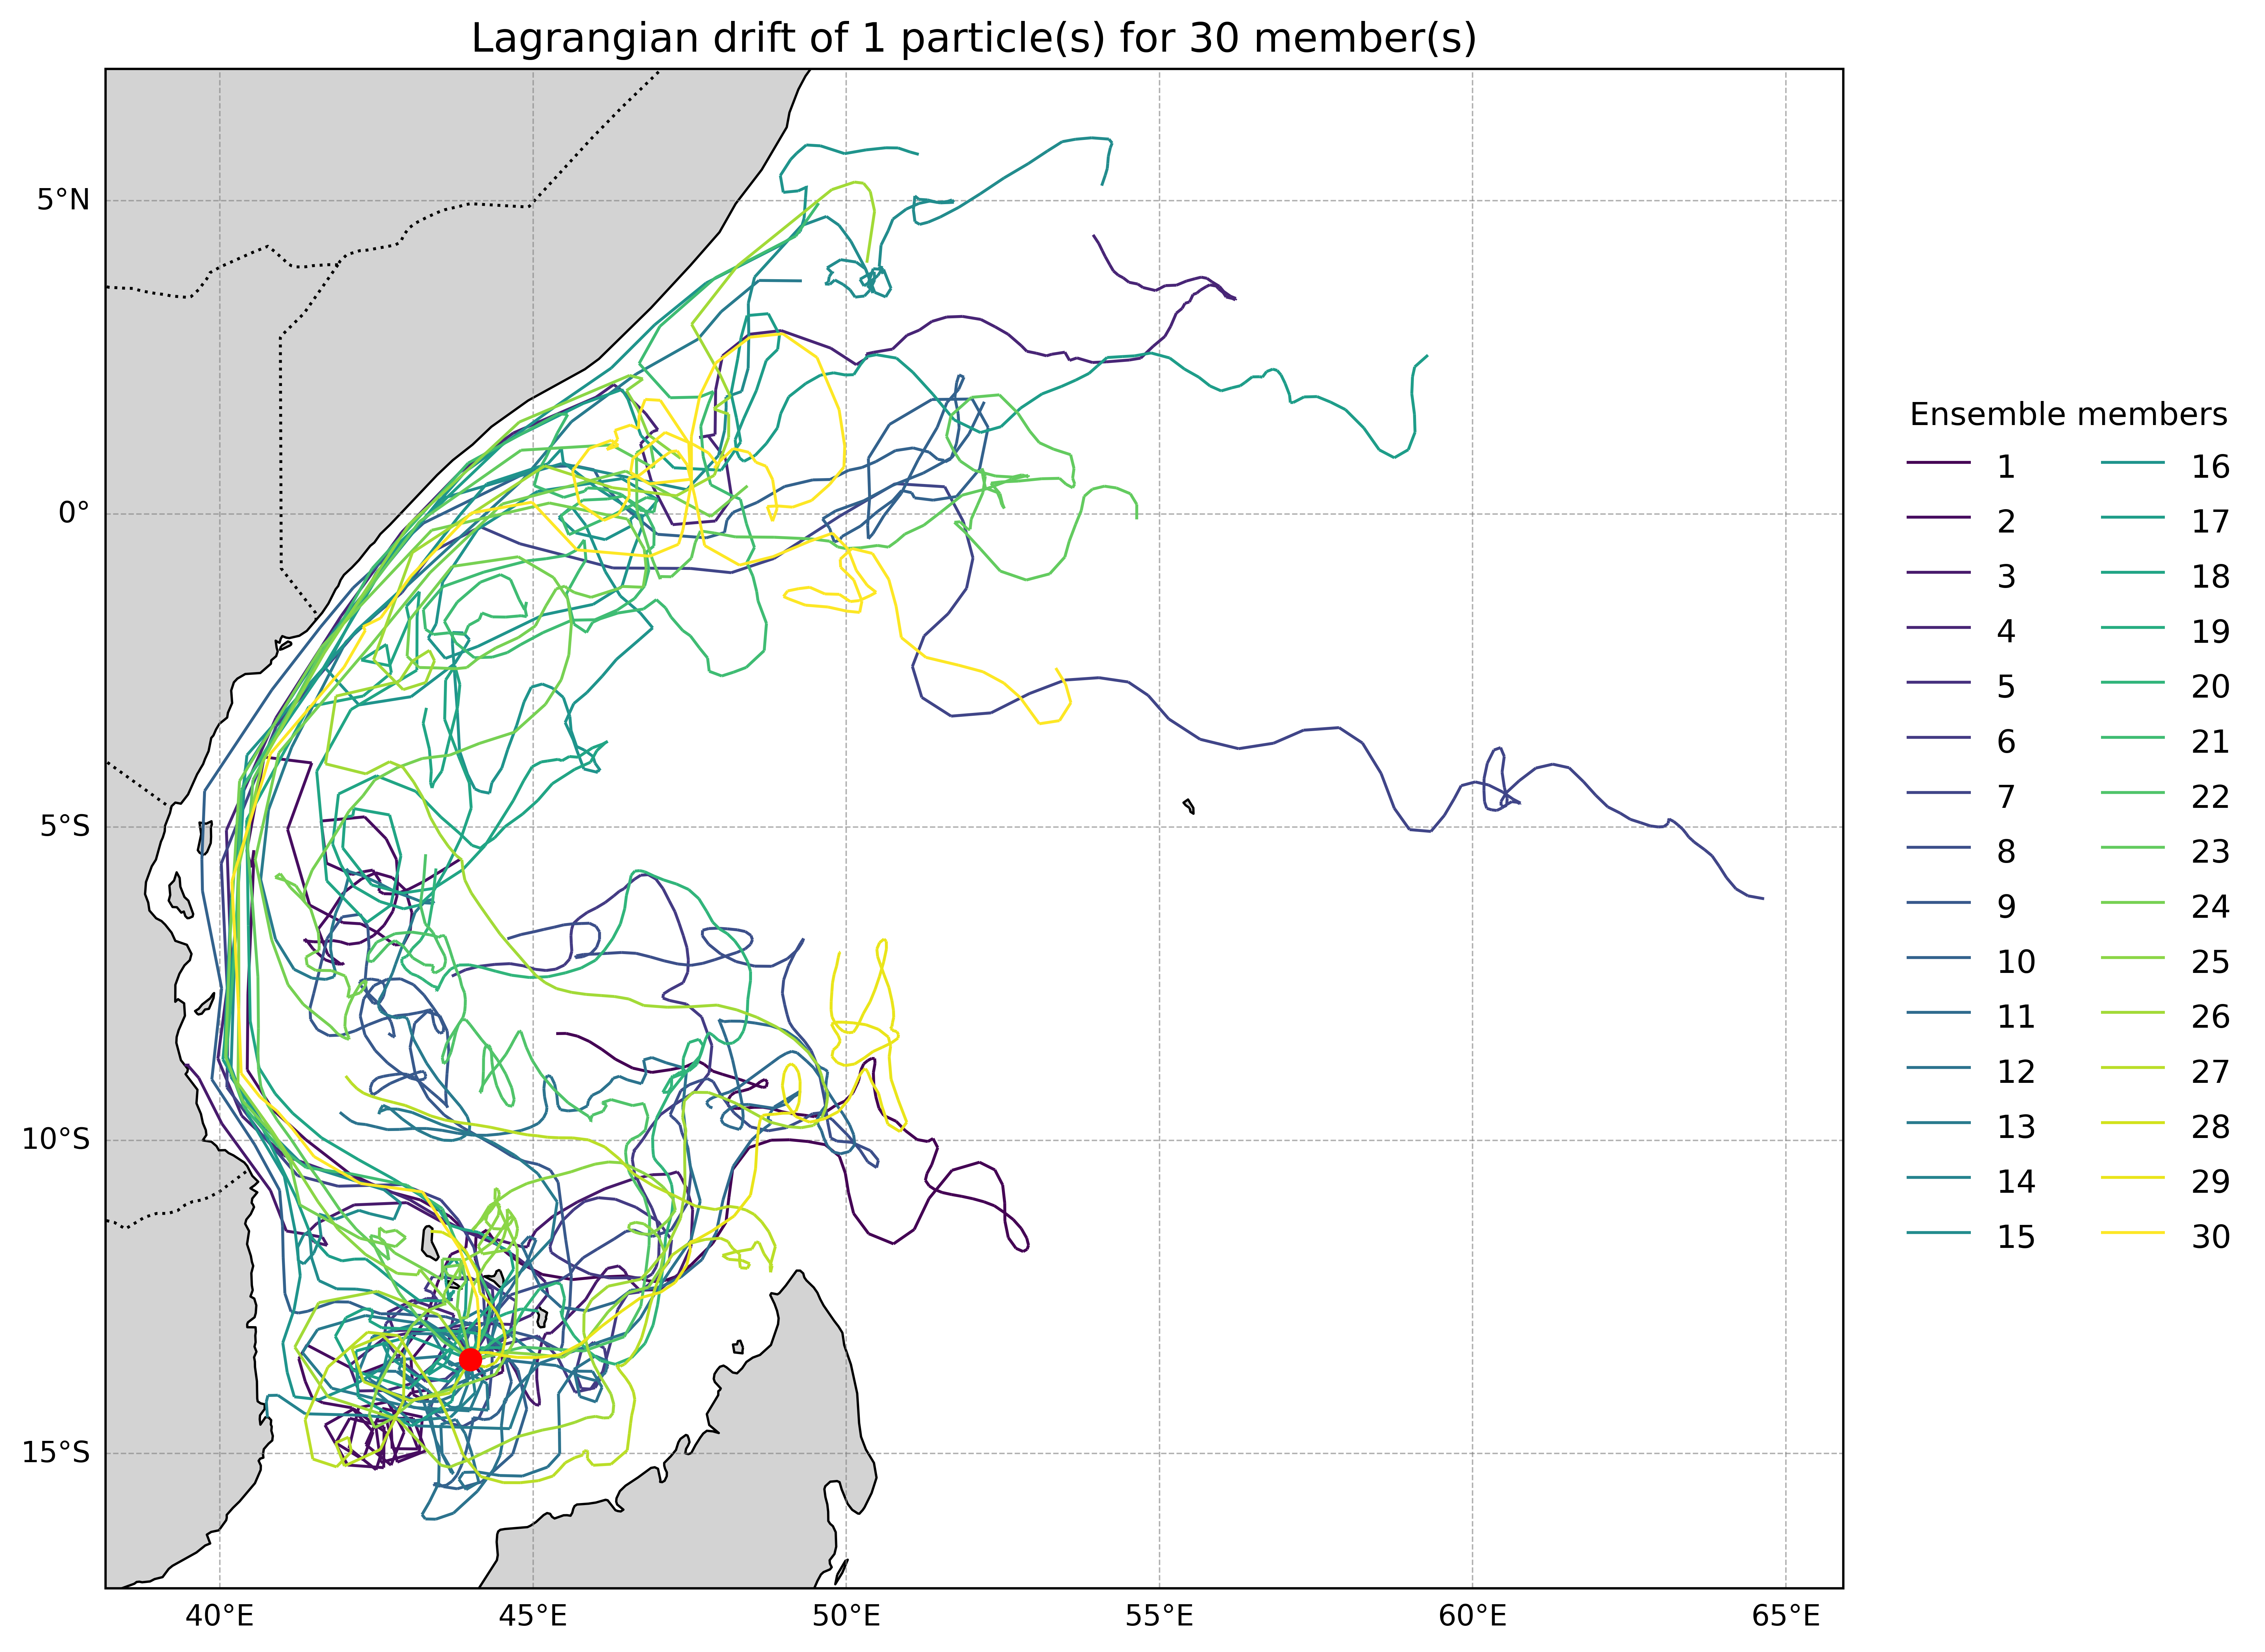 Lagrangian drift of 1 particle(s) for 30 member(s)
5°N
0°
5°S
10°S
15°S
40°E 45°E 50°E 55°E 60°E 65°E
Ensemble members
1 16
2 17
3 18
4 19
5 20
6 21
7 22
8 23
9 24
10 25
11 26
12 27
13 28
14 29
15 30